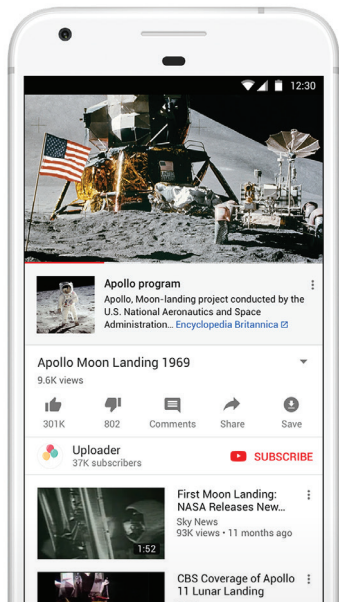 12:30
Apollo program
Apollo, Moon-landing project conducted by the
U.S. National Aeronautics and Space
Administration... Encyclopedia Britannica
Apollo Moon Landing 1969
9.6K views
301K
802
Comments
Share
Save
Uploader
37K subscribers
SUBSCRIBE
First Moon Landing:
NASA Releases New...
Sky News
93K views • 11 months ago
1:52
CBS Coverage of Apollo
11 Lunar Landing